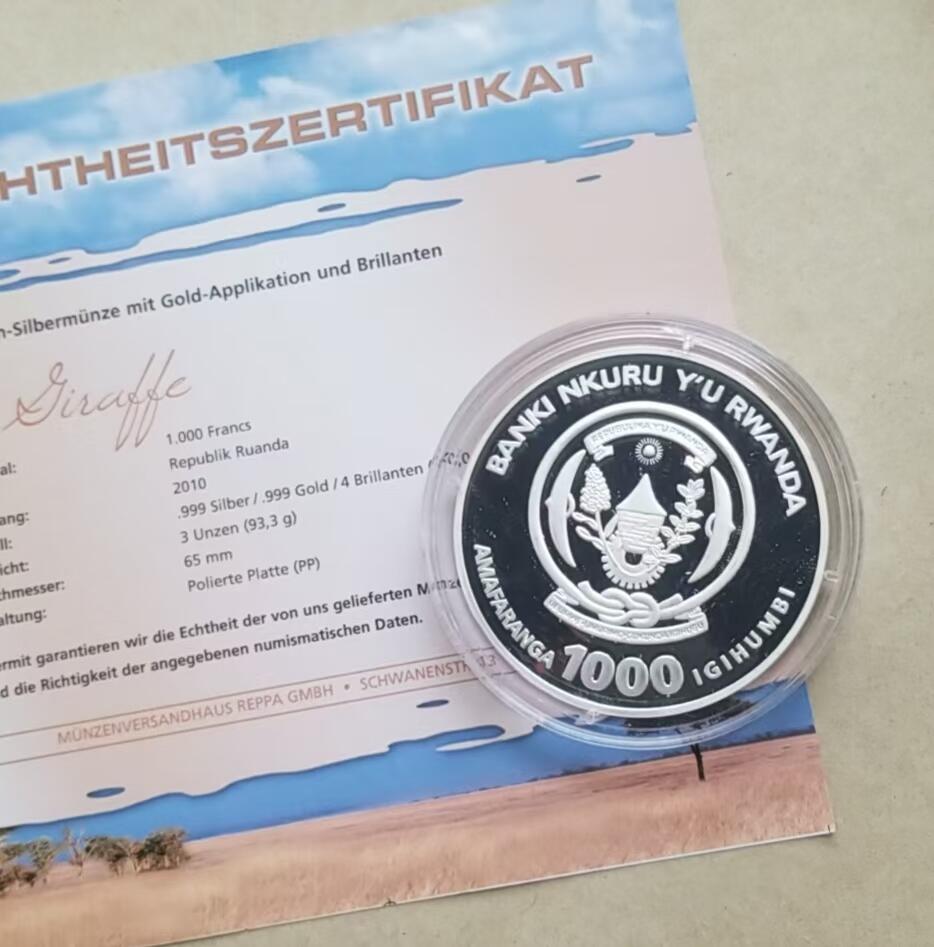 HTHEITSZERTIFIKAT
n-Silbermünze mit Gold-Applikation und Brillanten
Giraffe
1.000 Francs
al: Republik Ruanda
2010
ang: .999 Silber / .999 Gold / 4 Brillanten
ll: 3 Unzen (93,3 g)
icht: 65 mm
chmesser: Polierte Platte (PP)
altung:
ermit garantieren wir die Echtheit der von uns gelieferten
d die Richtigkeit der angegebenen numismatischen Daten.
MÜNZENVERSANDHAUS REPPA GMBH • SCHWANENSTR. 13
BANKI NKURU Y'U RWANDA
REPUBULIKA Y'U RWANDA
AMAFARANGA 1000 IGIHUMBI